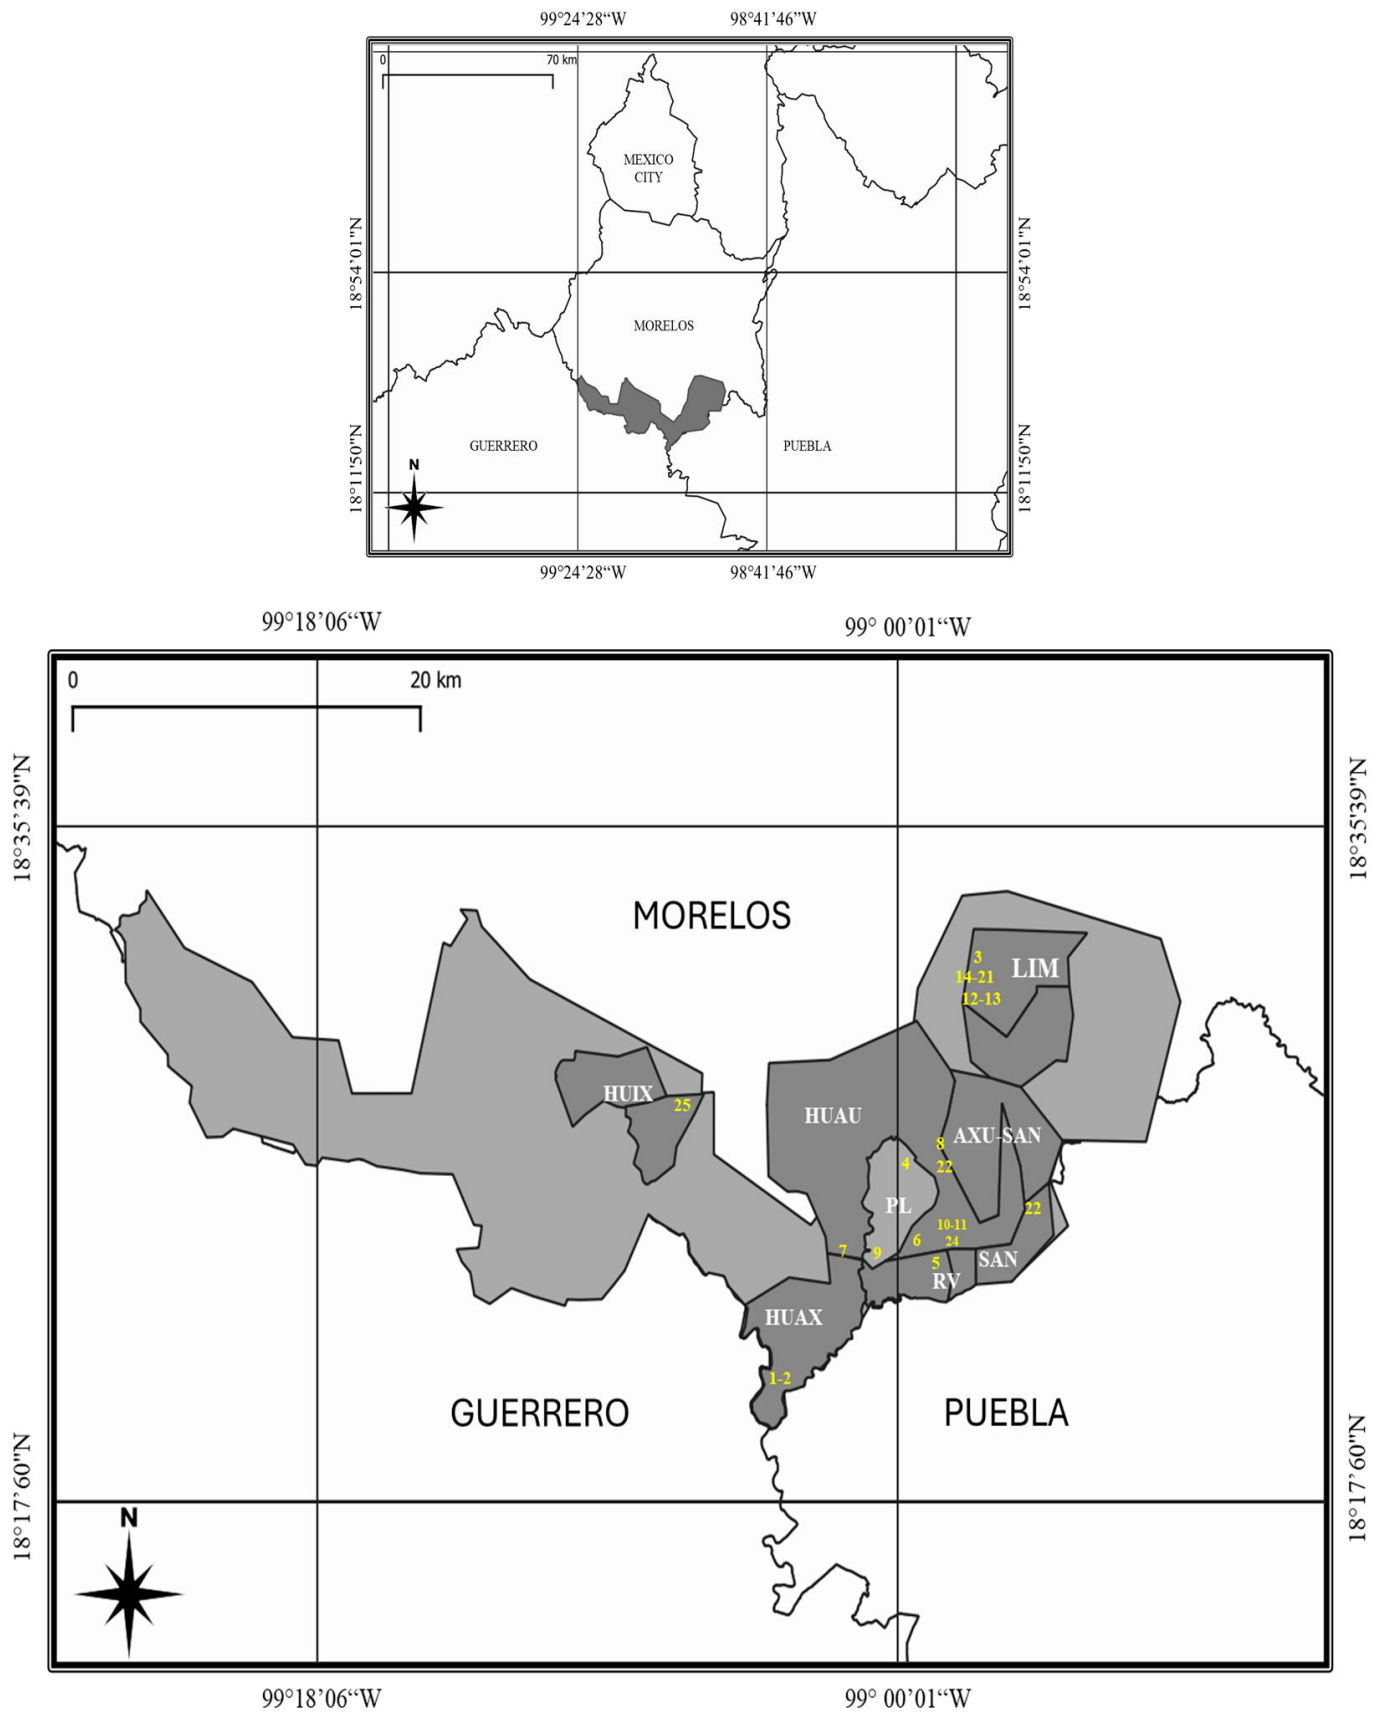 99°24’28“W 98°41’46”W
0 70 km
MEXICO
CITY
18°54’01"N 18°54’01"N
MORELOS
GUERRERO PUEBLA
18°11’50"N 18°11’50"N
N
99°24’28“W 98°41’46”W
99°18’06“W 99° 00’01“W
0 20 km
18°35’39"N 18°35'39"N
MORELOS
3
LIM
14-21
12-13
HUIX
25
HUAU
AXU-SAN
8
4
22
PL
22
10-11
6
24
7
9
5
SAN
RV
HUAX
1-2
GUERRERO PUEBLA
18°17’60"N 18°17’60"N
N
99°18’06“W 99° 00’01“W